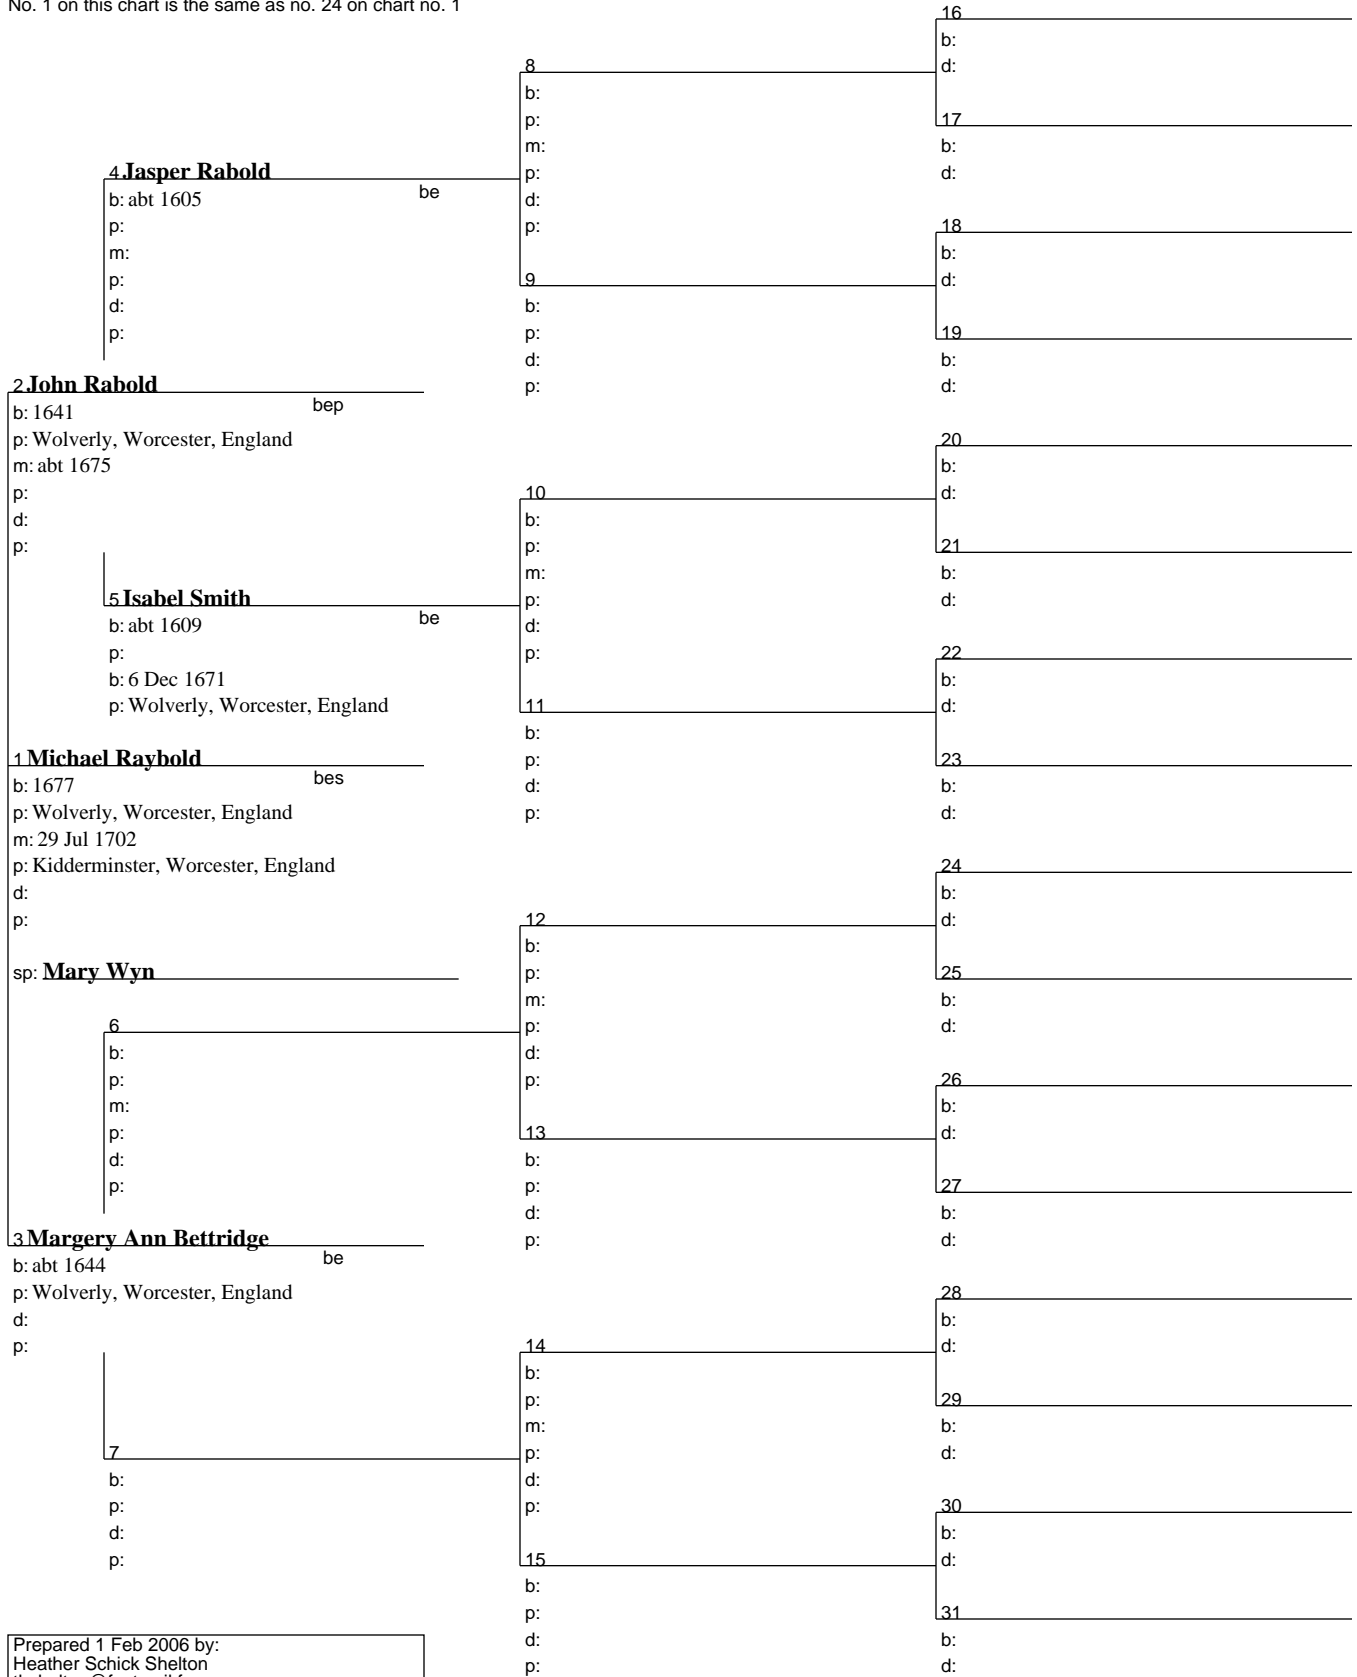 No. 1 on this chart is the same as no. 24 on chart no. 1
4 Jasper Rabold
be
b: abt 1605
p:
m:
p:
d:
p:
2 John Rabold
bep
b: 1641
p: Wolverly, Worcester, England
m: abt 1675
p:
d:
p:
5 Isabel Smith
be
b: abt 1609
p:
b: 6 Dec 1671
p: Wolverly, Worcester, England
1 Michael Raybold
bes
b: 1677
p: Wolverly, Worcester, England
m: 29 Jul 1702
p: Kidderminster, Worcester, England
d:
p:
sp: Mary Wyn
6
b:
p:
m:
p:
d:
p:
3 Margery Ann Bettridge
be
b: abt 1644
p: Wolverly, Worcester, England
d:
p:
7
b:
p:
d:
p:
8
b:
p:
m:
p:
d:
p:
9
b:
p:
d:
p:
10
b:
p:
m:
p:
d:
p:
11
b:
p:
d:
p:
12
b:
p:
m:
p:
d:
p:
13
b:
p:
d:
p:
14
b:
p:
m:
p:
d:
p:
15
b:
p:
d:
p:
16
b:
d:
17
b:
d:
18
b:
d:
19
b:
d:
20
b:
d:
21
b:
d:
22
b:
d:
23
b:
d:
24
b:
d:
25
b:
d:
26
b:
d:
27
b:
d:
28
b:
d:
29
b:
d:
30
b:
d:
31
b:
d:
Prepared 1 Feb 2006 by:
Heather Schick Shelton